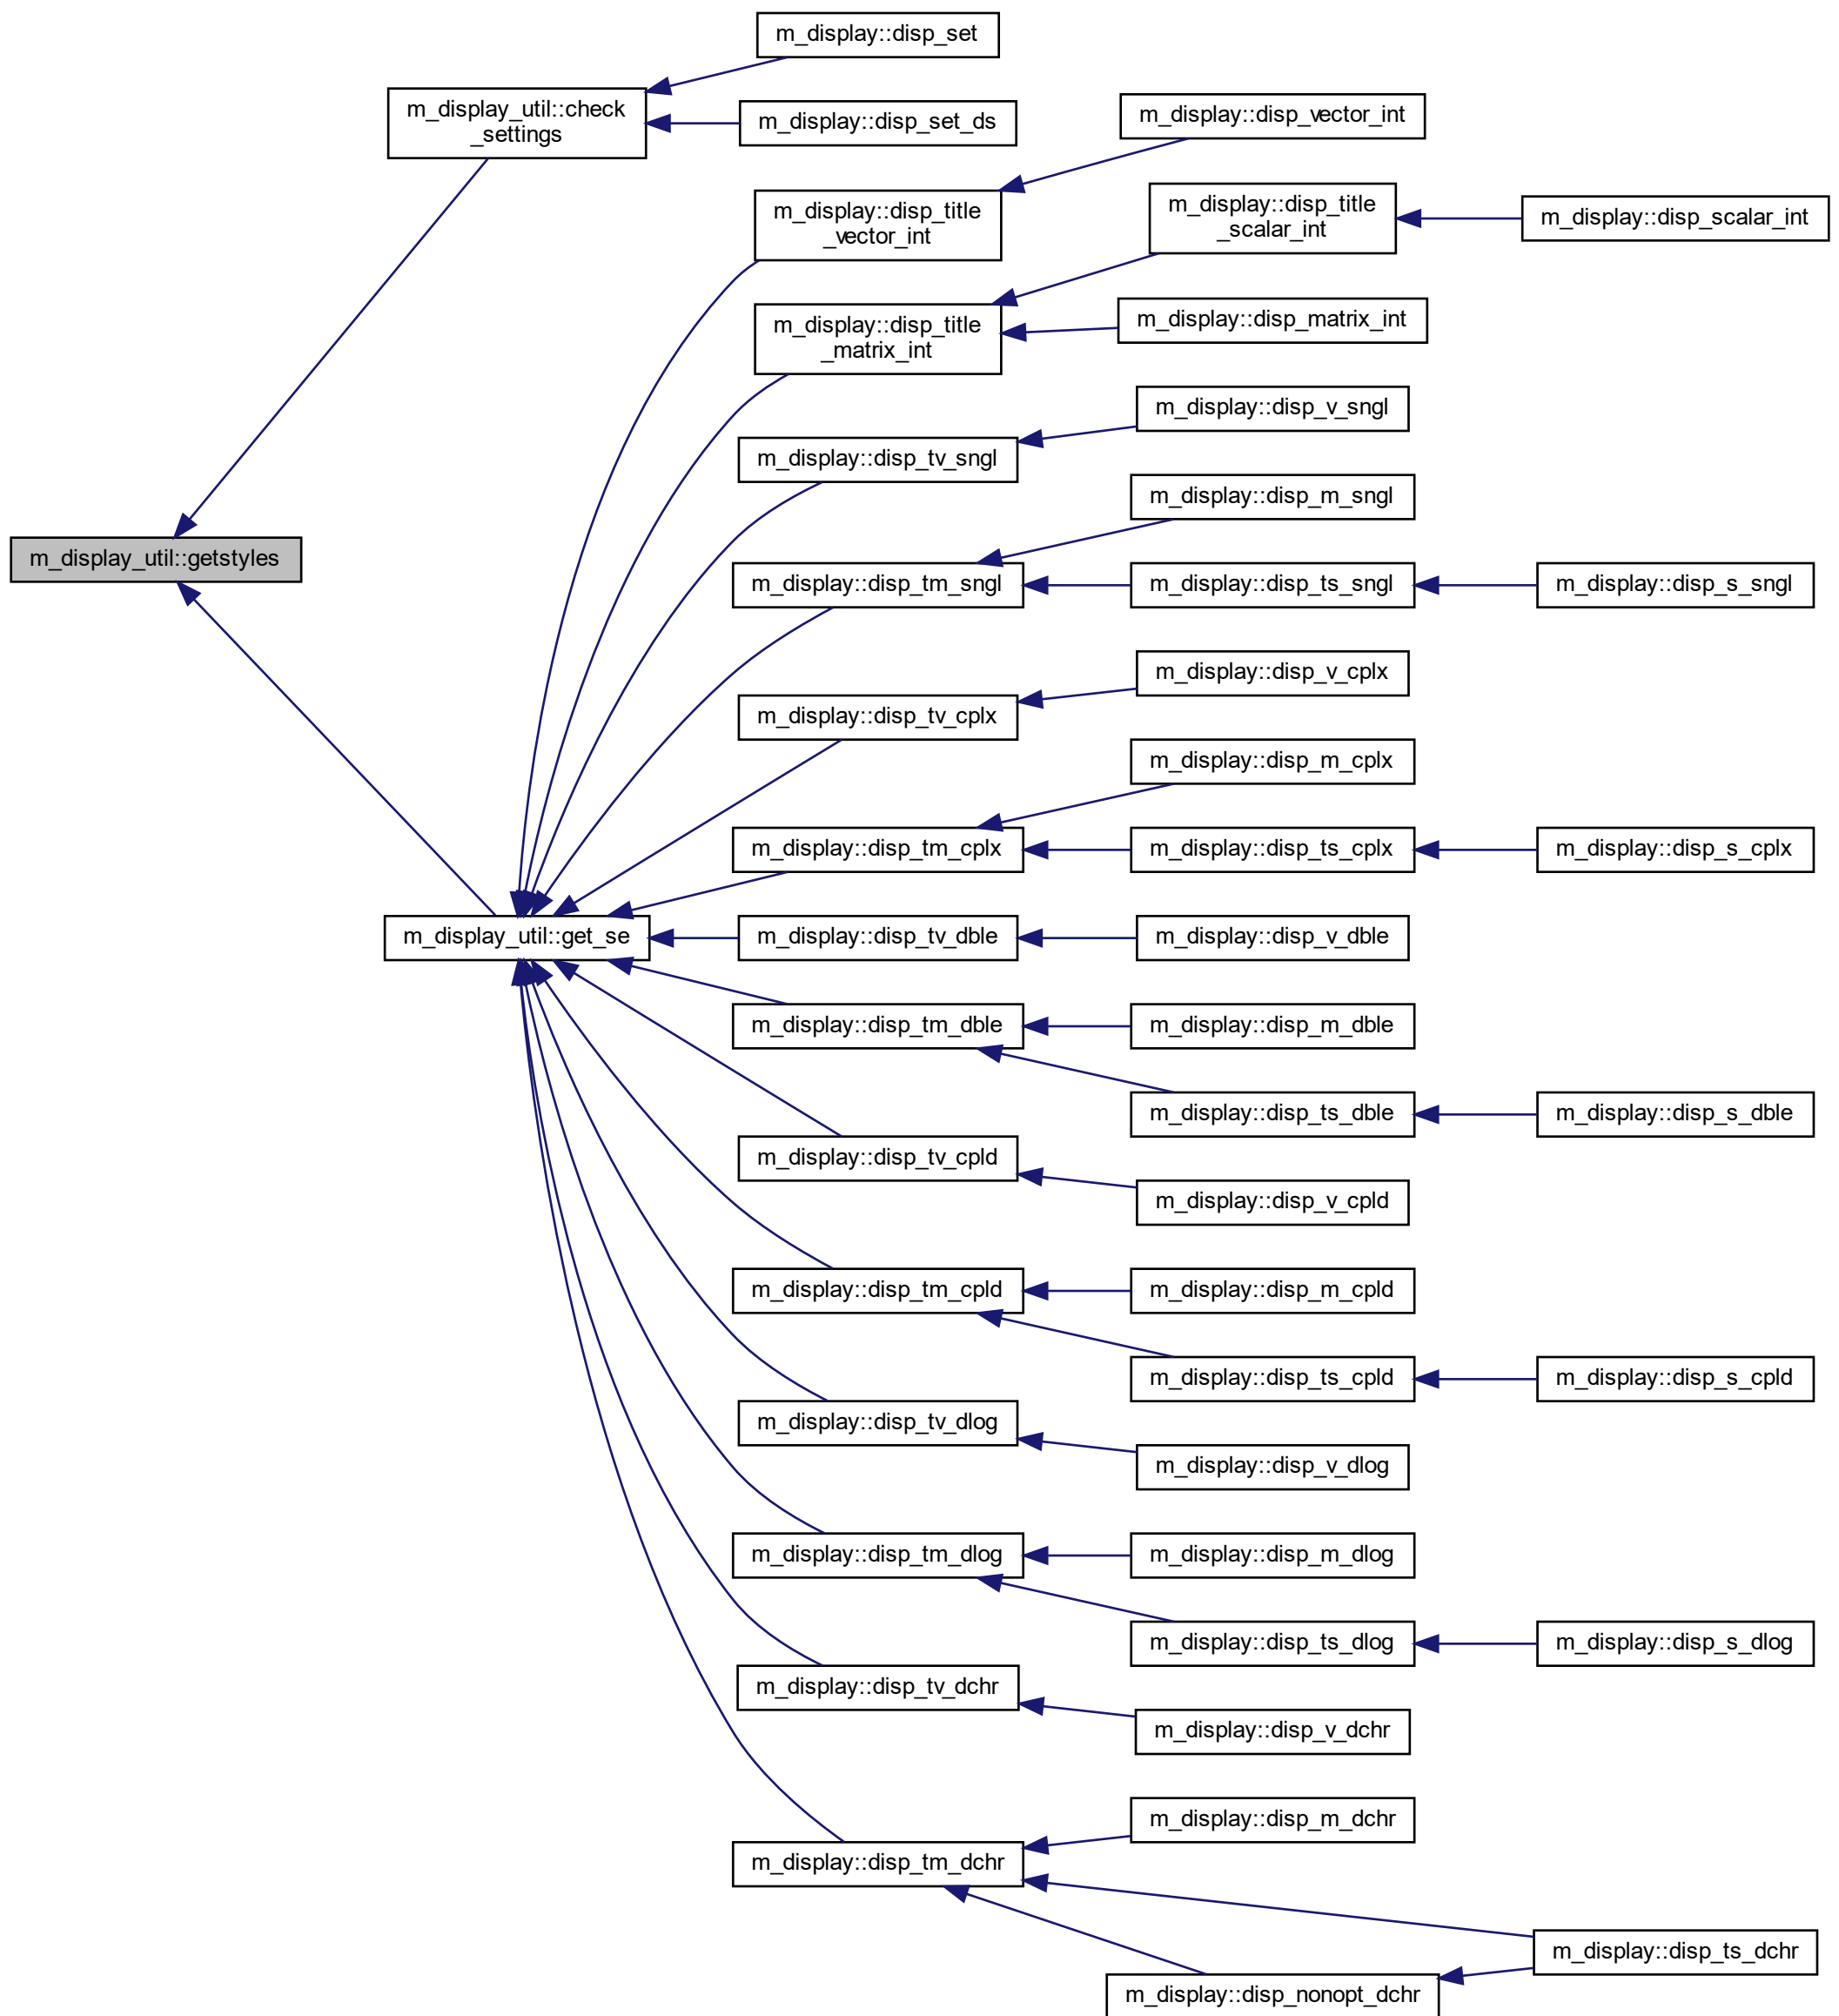 m_display::disp_set
m_display_util::check
_settings
m_display::disp_set_ds
m_display::disp_vector_int
m_display::disp_title
_vector_int
m_display::disp_title
_scalar_int
m_display::disp_scalar_int
m_display::disp_title
_matrix_int
m_display::disp_matrix_int
m_display::disp_v_sngl
m_display::disp_tv_sngl
m_display::disp_m_sngl
m_display_util::getstyles
m_display::disp_tm_sngl
m_display::disp_ts_sngl
m_display::disp_s_sngl
m_display::disp_v_cplx
m_display::disp_tv_cplx
m_display::disp_m_cplx
m_display::disp_tm_cplx
m_display::disp_ts_cplx
m_display::disp_s_cplx
m_display_util::get_se
m_display::disp_tv_dble
m_display::disp_v_dble
m_display::disp_tm_dble
m_display::disp_m_dble
m_display::disp_ts_dble
m_display::disp_s_dble
m_display::disp_tv_cpld
m_display::disp_v_cpld
m_display::disp_tm_cpld
m_display::disp_m_cpld
m_display::disp_ts_cpld
m_display::disp_s_cpld
m_display::disp_tv_dlog
m_display::disp_v_dlog
m_display::disp_tm_dlog
m_display::disp_m_dlog
m_display::disp_ts_dlog
m_display::disp_s_dlog
m_display::disp_tv_dchr
m_display::disp_v_dchr
m_display::disp_m_dchr
m_display::disp_tm_dchr
m_display::disp_ts_dchr
m_display::disp_nonopt_dchr